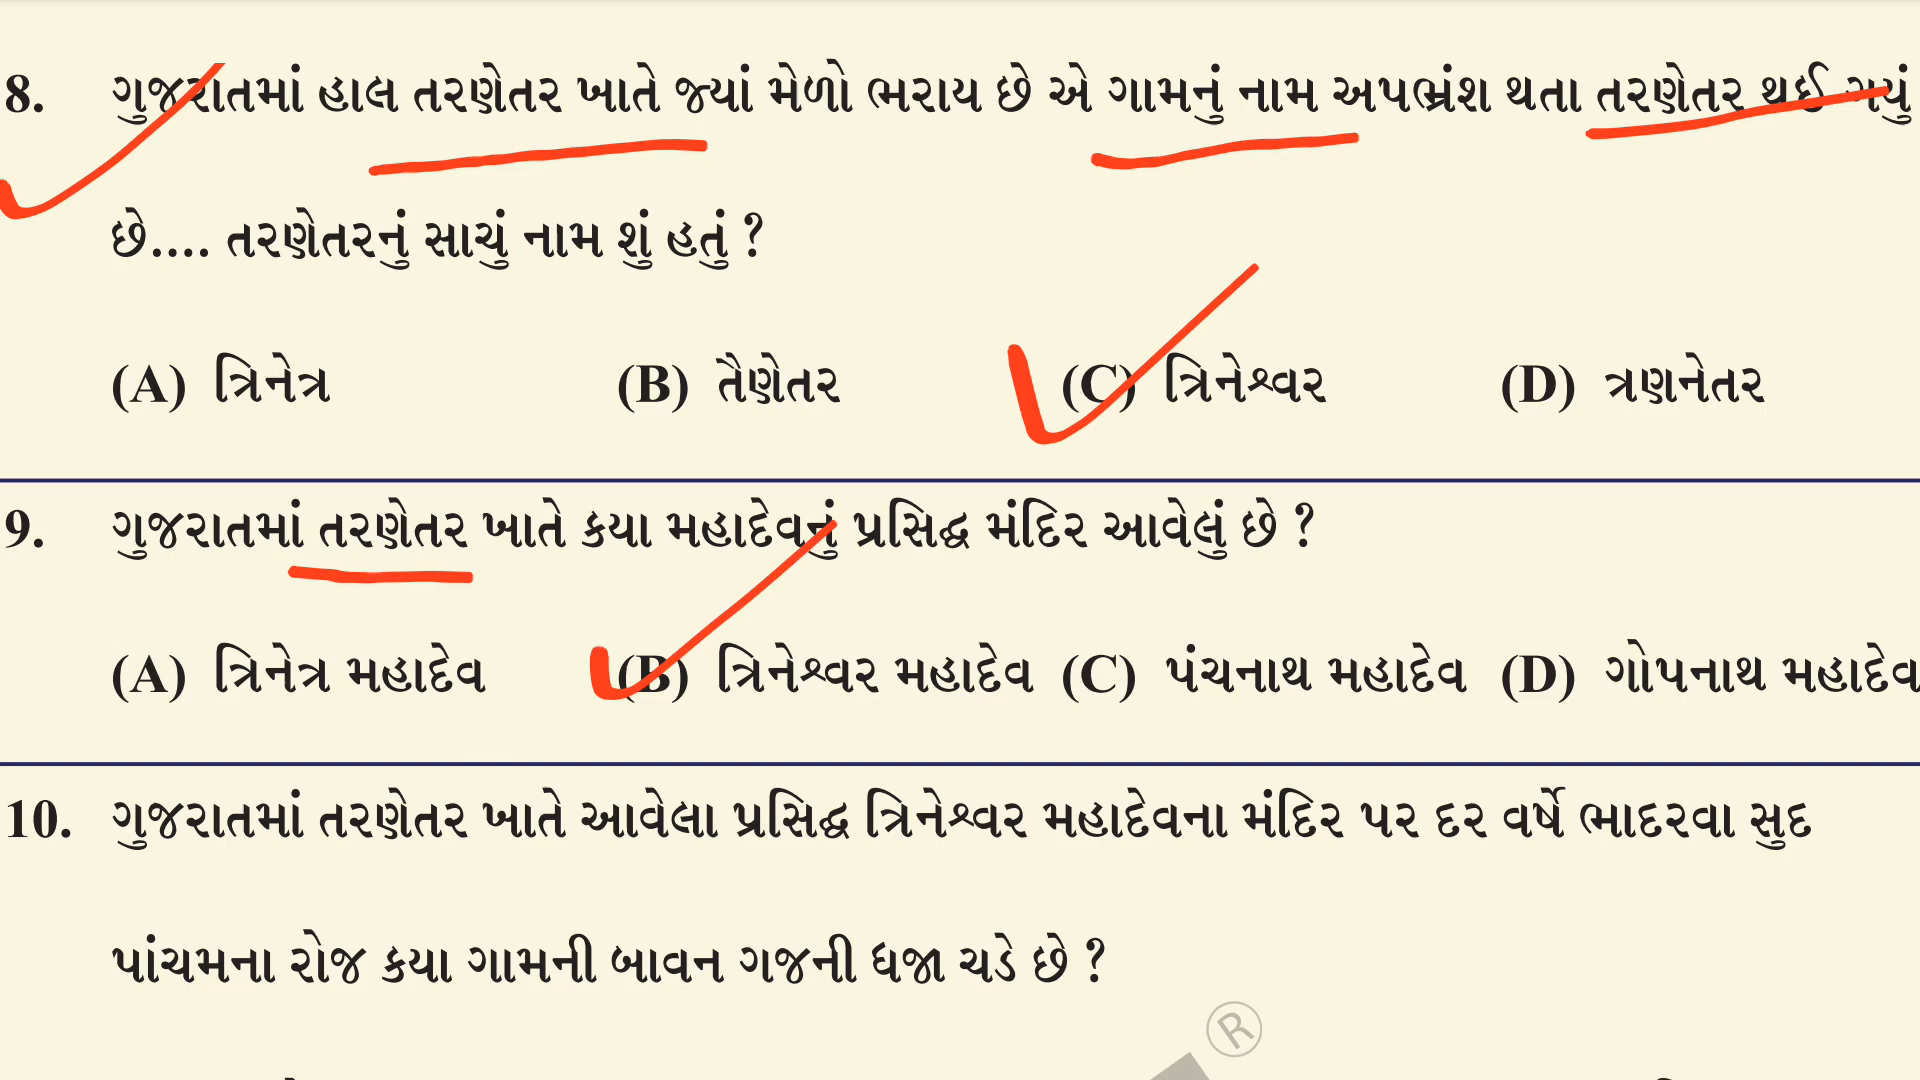 8. ગુજરાતમાં હાલ તરણેતર ખાતે જ્યાં મેળો ભરાય છે એ ગામનું નામ અપભ્રંશ થતા તરણેતર થઈ ગયું
છે.... તરણેતરનું સાચું નામ શું હતું ?
(A) ત્રિનેત્ર (B) તૈણેતર (C) ત્રિનેશ્વર (D) ત્રણનેતર
9. ગુજરાતમાં તરણેતર ખાતે કયા મહાદેવનું પ્રસિદ્ધ મંદિર આવેલું છે ?
(A) ત્રિનેત્ર મહાદેવ (B) ત્રિનેશ્વર મહાદેવ (C) પંચનાથ મહાદેવ (D) ગોપનાથ મહાદેવ
10. ગુજરાતમાં તરણેતર ખાતે આવેલા પ્રસિદ્ધ ત્રિનેશ્વર મહાદેવના મંદિર પર દર વર્ષે ભાદરવા સુદ
પાંચમના રોજ કયા ગામની બાવન ગજની ધજા ચડે છે ?
®